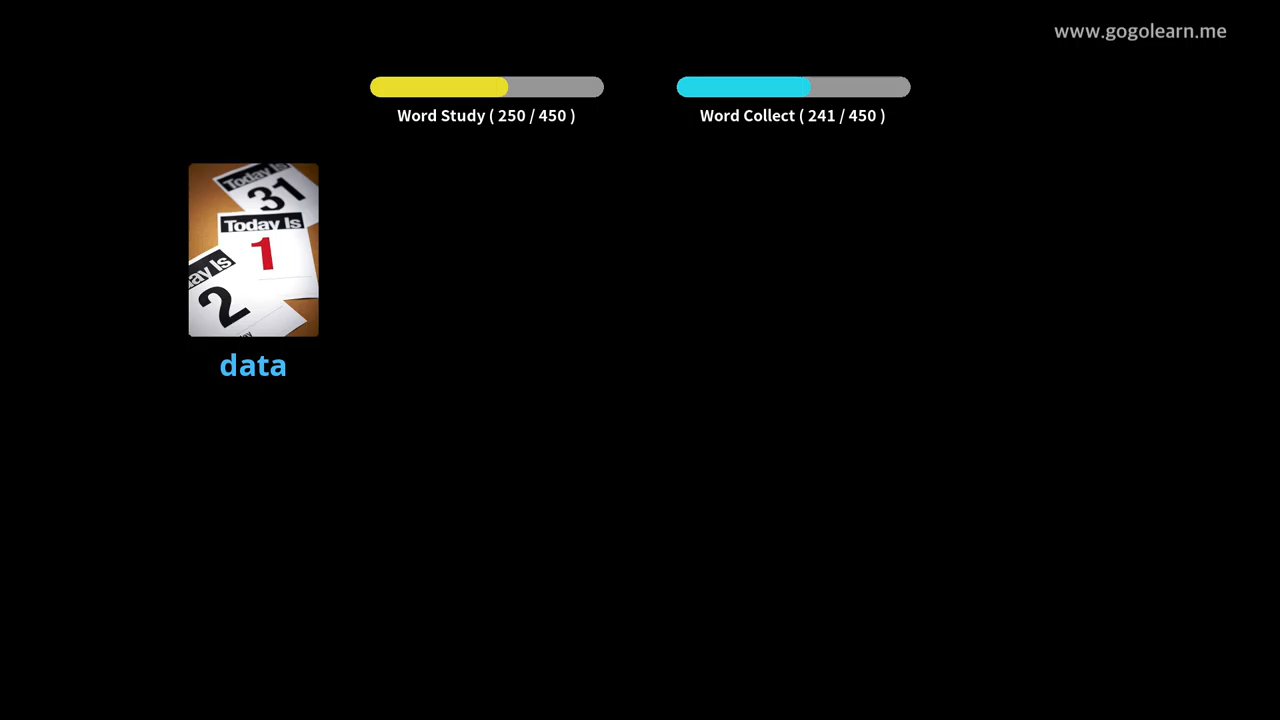 www.gogolearn.me
Word Study ( 250 / 450 )
Word Collect ( 241 / 450 )
Today Is
31
Today Is
1
ay Is
2
data